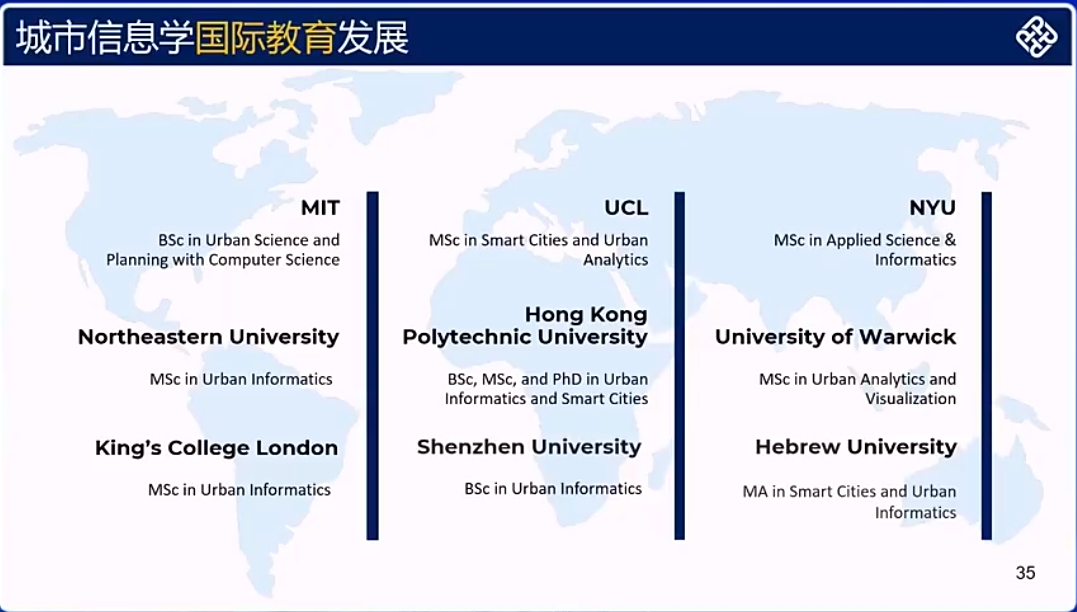 城市信息学国际教育发展
MIT
BSc in Urban Science and
Planning with Computer Science
Northeastern University
MSc in Urban Informatics
King's College London
MSc in Urban Informatics
UCL
MSc in Smart Cities and Urban
Analytics
Hong Kong
Polytechnic University
BSc, MSc, and PhD in Urban
Informatics and Smart Cities
Shenzhen University
BSc in Urban Informatics
NYU
MSc in Applied Science &
Informatics
University of Warwick
MSc in Urban Analytics and
Visualization
Hebrew University
MA in Smart Cities and Urban
Informatics
35